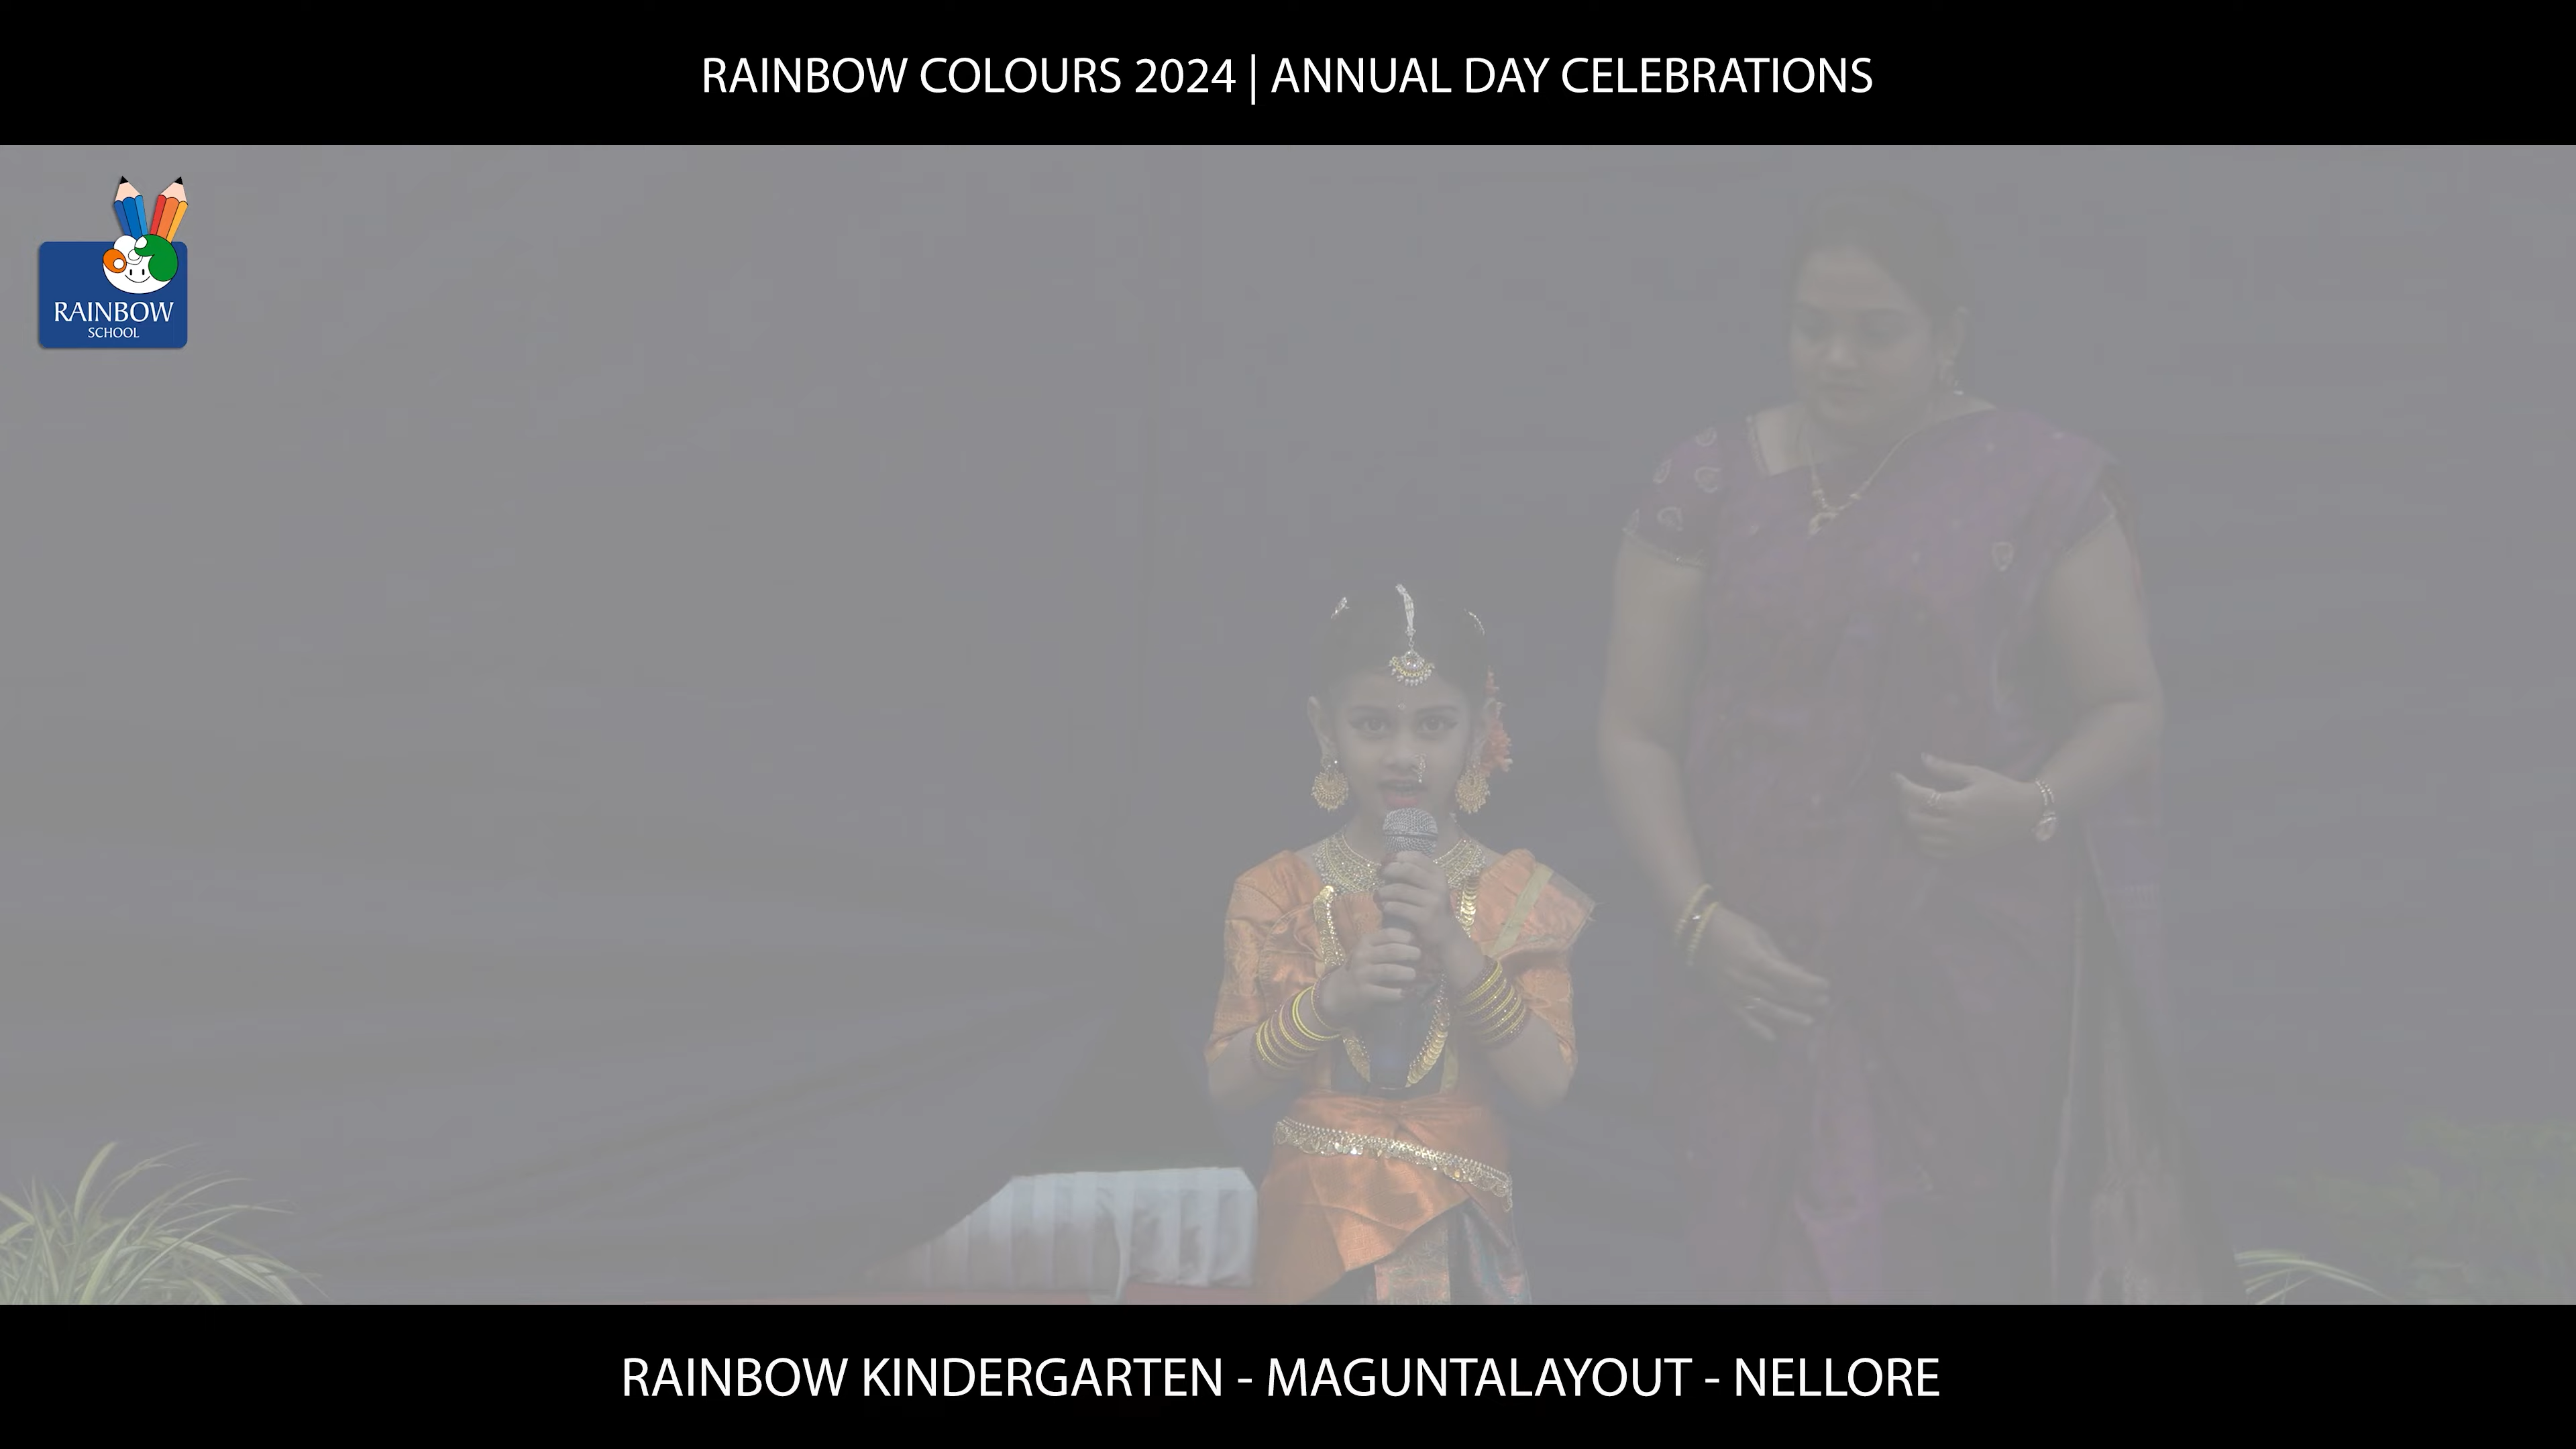 RAINBOW COLOURS 2024 | ANNUAL DAY CELEBRATIONS
RAINBOW
SCHOOL
RAINBOW KINDERGARTEN - MAGUNTALAYOUT - NELLORE